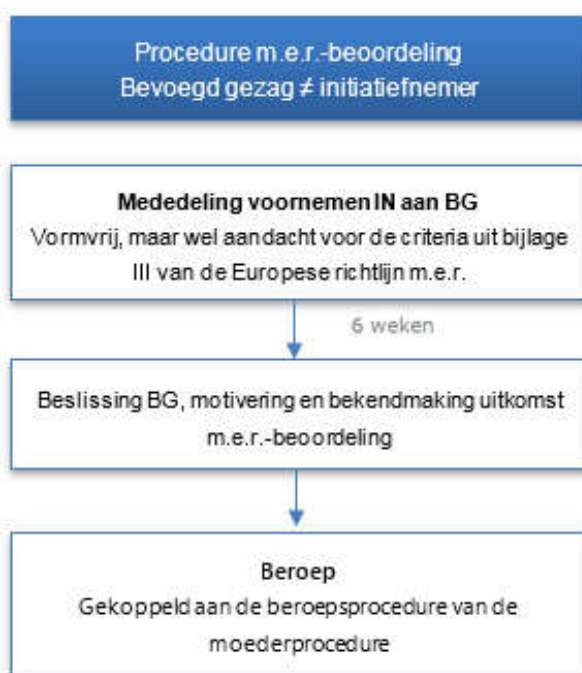 Procedure m.e.r.-beoordeling
Bevoegd gezag ≠ initiatiefnemer
Mededeling voornemen IN aan BG
Vormvrij, maar wel aandacht voor de criteria uit bijlage
III van de Europese richtlijn m.e.r.
6 weken
Beslissing BG, motivering en bekendmaking uitkomst
m.e.r.-beoordeling
Beroep
Gekoppeld aan de beroepsprocedure van de
moederprocedure